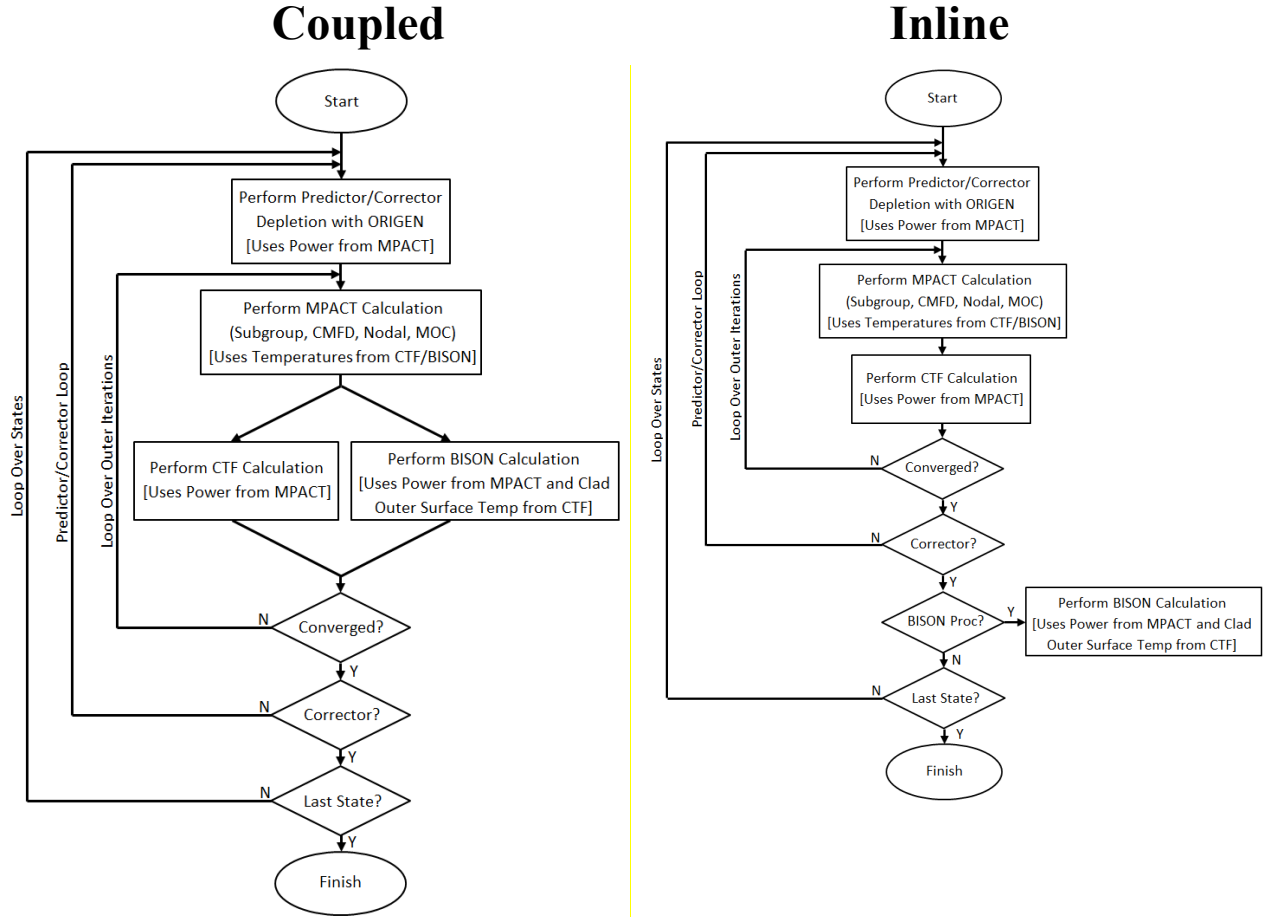 Coupled
Start
Perform Predictor/Corrector
Depletion with ORIGEN
[Uses Power from MPACT]
Perform MPACT Calculation
(Subgroup, CMFD, Nodal, MOC)
[Uses Temperatures from CTF/BISON]
Perform CTF Calculation
[Uses Power from MPACT]
Perform BISON Calculation
[Uses Power from MPACT and Clad
Outer Surface Temp from CTF]
Loop Over States
Predictor/Corrector Loop
Loop Over Outer Iterations
N
Converged?
Y
N
Corrector?
Y
N
Last State?
Y
Finish
Inline
Start
Perform Predictor/Corrector
Depletion with ORIGEN
[Uses Power from MPACT]
Perform MPACT Calculation
(Subgroup, CMFD, Nodal, MOC)
[Uses Temperatures from CTF/BISON]
Perform CTF Calculation
[Uses Power from MPACT]
Loop Over States
Predictor/Corrector Loop
Loop Over Outer Iterations
N
Converged?
Y
N
Corrector?
Y
BISON Proc?
Y
Perform BISON Calculation
[Uses Power from MPACT and Clad
Outer Surface Temp from CTF]
N
N
Last State?
Y
Finish